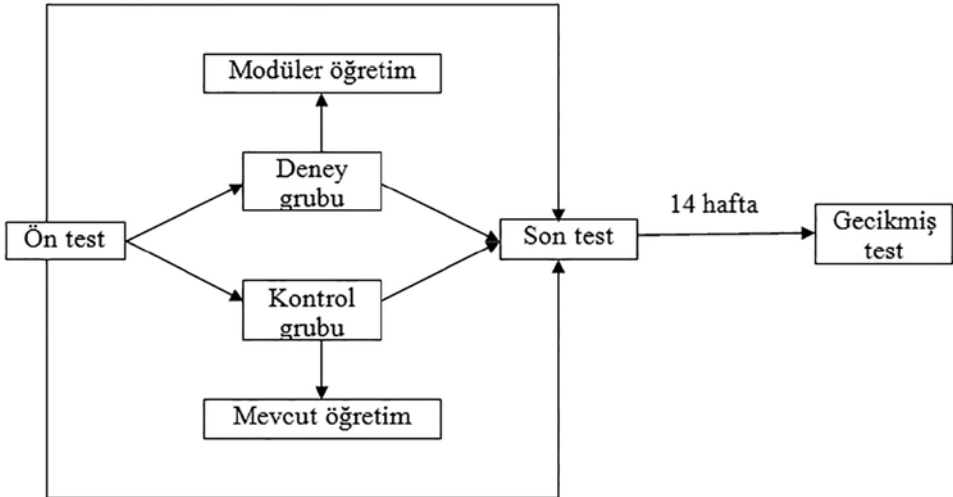 Modüler öğretim
Deney
grubu
Ön test
Son test
14 hafta
Gecikmiş
test
Kontrol
grubu
Mevcut öğretim